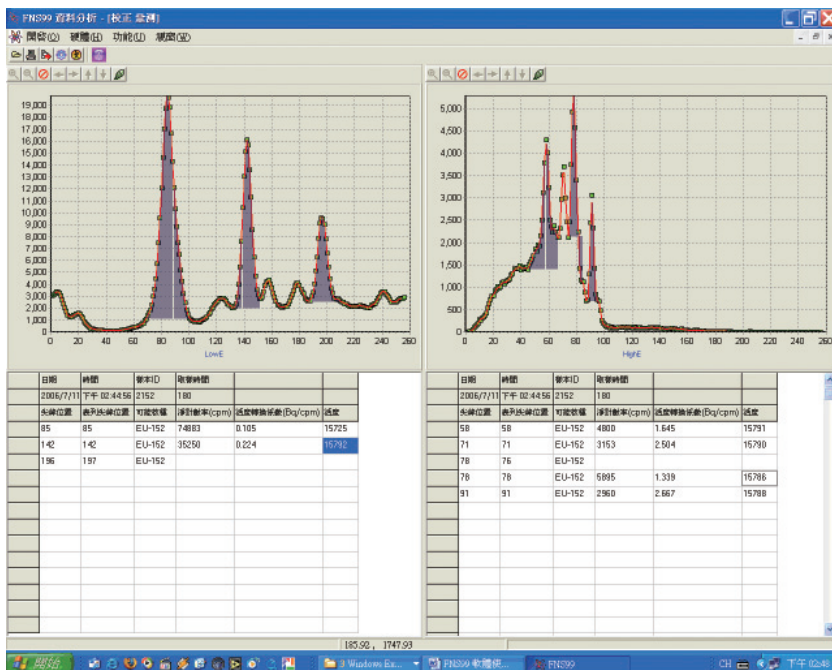 FNS99 資料分析 - [校正 量測]
開啓(O) 硬體(H) 功能(U) 視窗(W)
19,000
18,000
17,000
16,000
15,000
14,000
13,000
12,000
11,000
10,000
9,000
8,000
7,000
6,000
5,000
4,000
3,000
2,000
1,000
0
0 20 40 60 80 100 120 140 160 180 200 220 240 260
LowE
5,000
4,500
4,000
3,500
3,000
2,500
2,000
1,500
1,000
500
0
0 20 40 60 80 100 120 140 160 180 200 220 240 260
HighE
日期 時間 樣本ID 取樣時間
2006/7/11 下午 02:44:56 2152 180
尖峰位置 表列尖峰位置 可能核種 淨計數率(cpm) 活度轉換係數(Bq/cpm) 活度
85 85 EU-152 74883 0.105 15725
142 142 EU-152 35250 0.224 15792
196 197 EU-152
日期 時間 樣本ID 取樣時間
2006/7/11 下午 02:44:56 2152 180
尖峰位置 表列尖峰位置 可能核種 淨計數率(cpm) 活度轉換係數(Bq/cpm) 活度
58 58 EU-152 4800 1.645 15791
71 71 EU-152 3153 2.504 15790
78 76 EU-152
78 78 EU-152 5895 1.339 15786
91 91 EU-152 2960 2.667 15788
185.92, 1747.93
開始
3 Windows Ex...
FNS99 軟體使...
FNS99
CH
下午 02:45